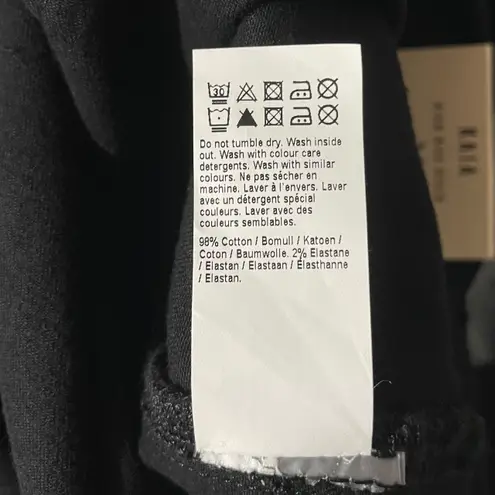 30
Do not tumble dry. Wash inside
out. Wash with colour care
detergents. Wash with similar
colours. Ne pas sécher en
machine. Laver à l'envers. Laver
avec un détergent spécial
couleurs. Laver avec des
couleurs semblables.
98% Cotton / Bomull / Katoen /
Coton / Baumwolle. 2% Elastane
/ Elastan / Elastaan / Élasthanne
/ Elastan.